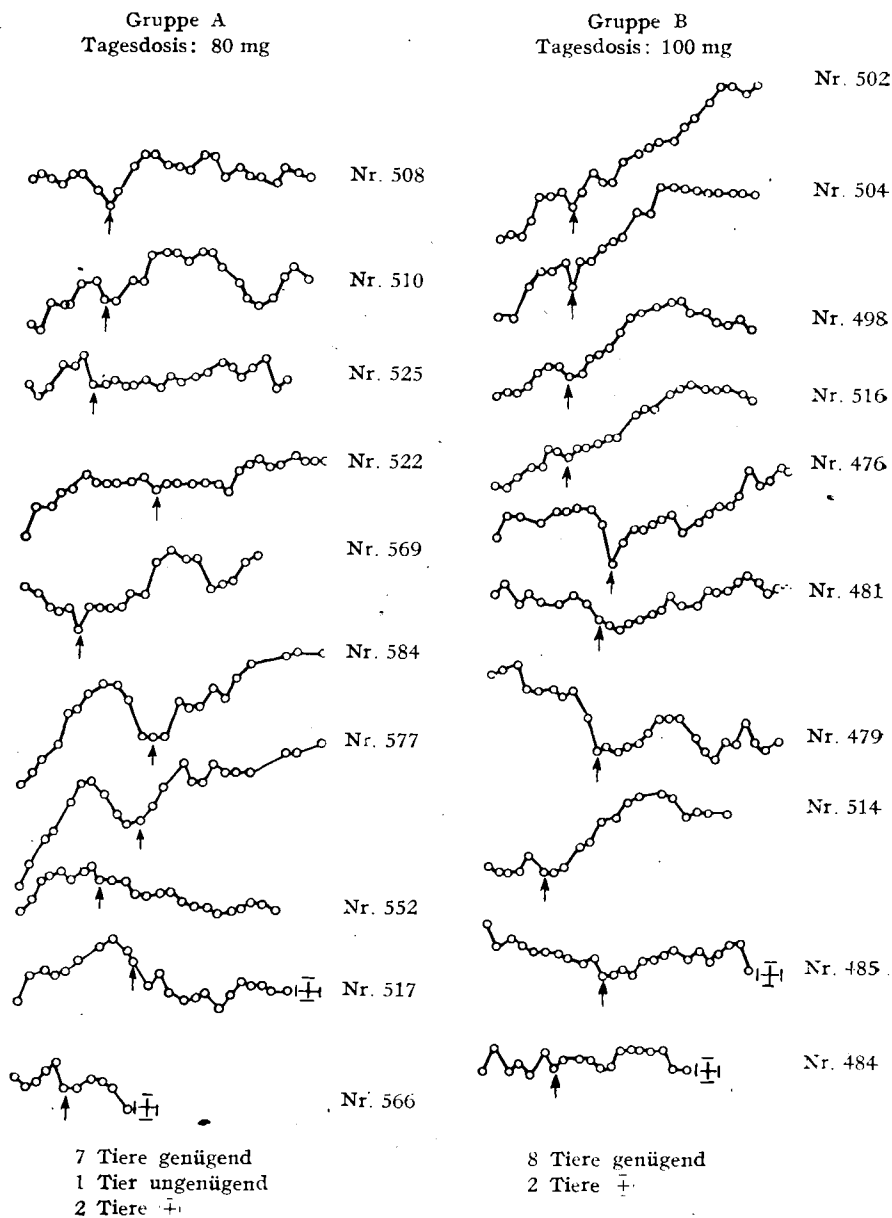 Gruppe A
Tagesdosis: 80 mg
Nr. 508
Nr. 510
Nr. 525
Nr. 522
Nr. 569
Nr. 584
Nr. 577
Nr. 552
Nr. 517
Nr. 566
7 Tiere genügend
1 Tier ungenügend
2 Tiere +
Gruppe B
Tagesdosis: 100 mg
Nr. 502
Nr. 504
Nr. 498
Nr. 516
Nr. 476
Nr. 481
Nr. 479
Nr. 514
Nr. 485
Nr. 484
8 Tiere genügend
2 Tiere +